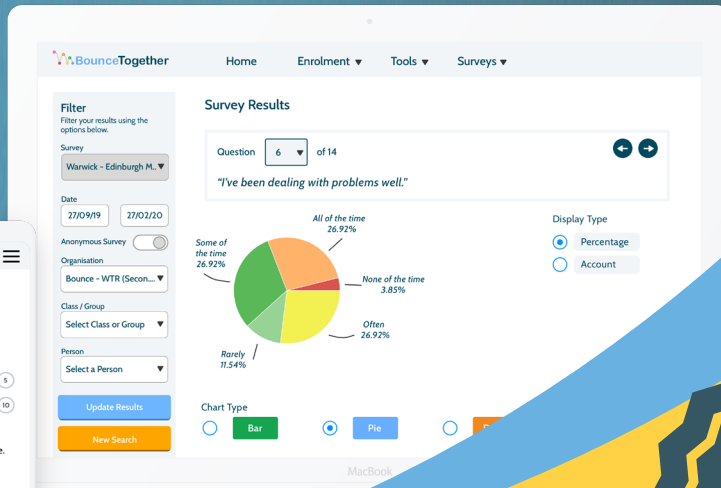 BounceTogether
Home
Enrolment
Tools
Surveys
Filter
Filter your results using the
options below.
Survey
Warwick - Edinburgh M..
Date
27/09/19
27/02/20
Anonymous Survey
Organisation
Bounce - WTR (Secon....
Class / Group
Select Class or Group
Person
Select a Person
Update Results
New Search
Survey Results
Question
6
of 14
“I’ve been dealing with problems well.”
All of the time
26.92%
Some of
the time
26.92%
None of the time
3.85%
Often
26.92%
Rarely
11.54%
Display Type
Percentage
Account
Chart Type
Bar
Pie
5
10
e.
MacBook